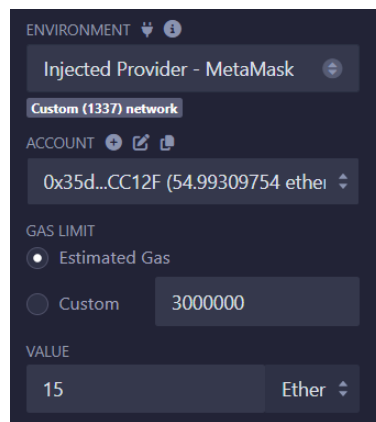 ENVIRONMENT
Injected Provider - MetaMask
Custom (1337) network
ACCOUNT
0x35d...CC12F (54.99309754 ether
GAS LIMIT
Estimated Gas
Custom 3000000
VALUE
15 Ether